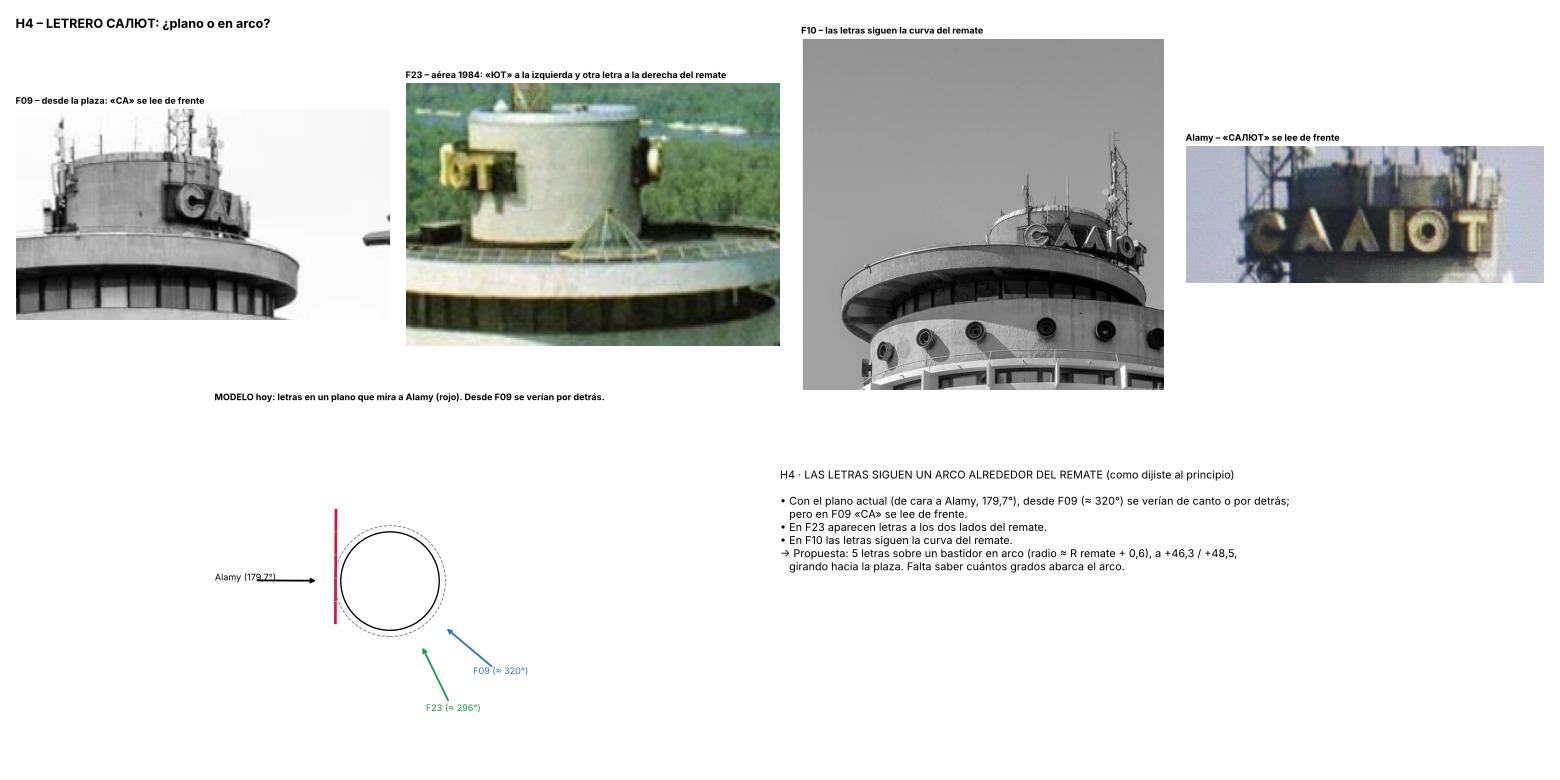 H4 – LETRERO САЛЮТ: ¿plano o en arco?
F10 – las letras siguen la curva del remate
F23 – aérea 1984: «ЮТ» a la izquierda y otra letra a la derecha del remate
F09 – desde la plaza: «СА» se lee de frente
Alamy – «САЛЮТ» se lee de frente
САЛ
ЮТ
САЛЮТ
САЛЮТ
MODELO hoy: letras en un plano que mira a Alamy (rojo). Desde F09 se verían por detrás.
Alamy (179,7°)
F09 (≈ 320°)
F23 (≈ 296°)
H4 · LAS LETRAS SIGUEN UN ARCO ALREDEDOR DEL REMATE (como dijiste al principio)
• Con el plano actual (de cara a Alamy, 179,7°), desde F09 (≈ 320°) se verían de canto o por detrás;
pero en F09 «СА» se lee de frente.
• En F23 aparecen letras a los dos lados del remate.
• En F10 las letras siguen la curva del remate.
→ Propuesta: 5 letras sobre un bastidor en arco (radio ≈ R remate + 0,6), a +46,3 / +48,5,
girando hacia la plaza. Falta saber cuántos grados abarca el arco.